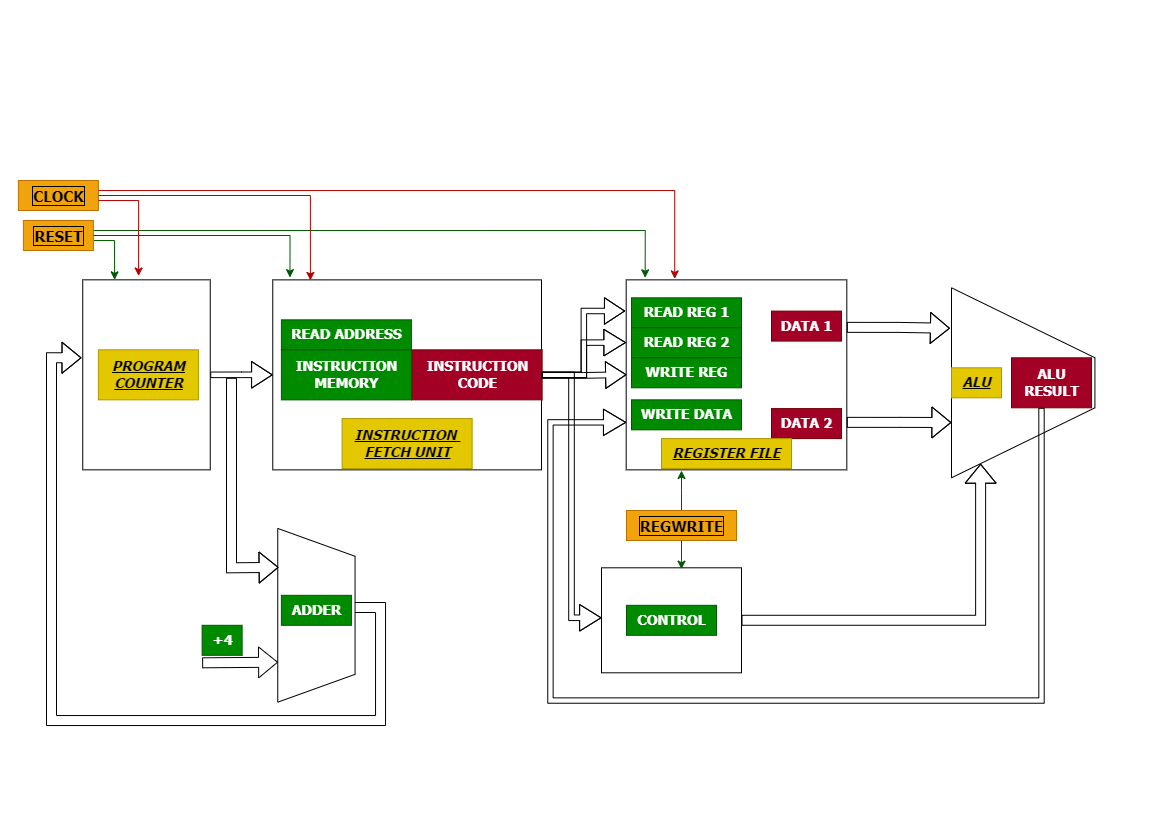 CLOCK
RESET
PROGRAM
COUNTER
READ ADDRESS
INSTRUCTION
MEMORY
INSTRUCTION
CODE
INSTRUCTION
FETCH UNIT
READ REG 1
READ REG 2
WRITE REG
WRITE DATA
DATA 1
DATA 2
REGISTER FILE
ALU
ALU
RESULT
REGWRITE
CONTROL
ADDER
+4